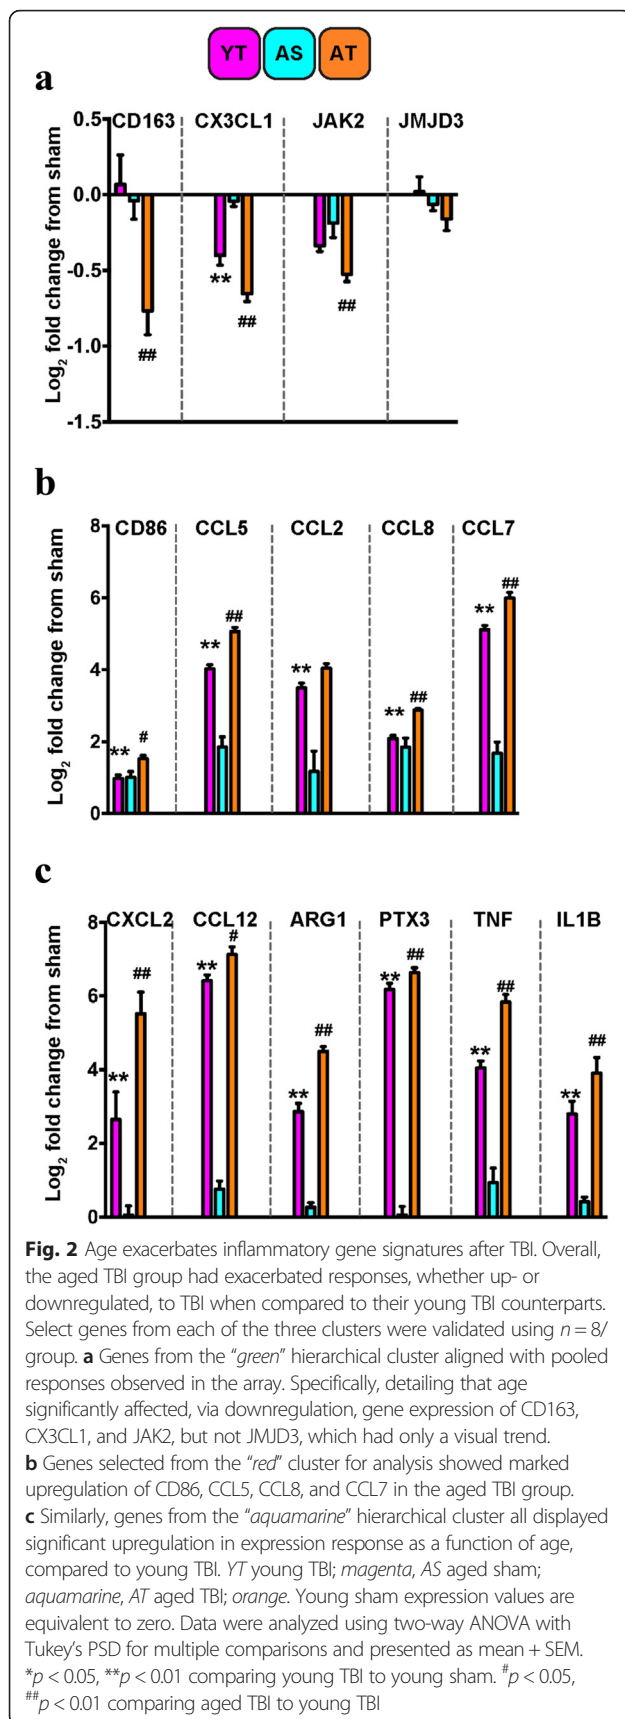 YT AS AT
a
CD163 CX3CL1 JAK2 JMJD3
Log2 fold change from sham
0.5
0.0
-0.5
-1.0
-1.5
** ## ## ##
b
CD86 CCL5 CCL2 CCL8 CCL7
Log2 fold change from sham
8
6
4
2
0
** # ** ## ** ** ## ** ##
c
CXCL2 CCL12 ARG1 PTX3 TNF IL1B
Log2 fold change from sham
8
6
4
2
0
** ## ** # ** ## ** ## ** ## ** ##
Fig. 2 Age exacerbates inflammatory gene signatures after TBI. Overall,
the aged TBI group had exacerbated responses, whether up- or
downregulated, to TBI when compared to their young TBI counterparts.
Select genes from each of the three clusters were validated using n = 8/
group. a Genes from the “green” hierarchical cluster aligned with pooled
responses observed in the array. Specifically, detailing that age
significantly affected, via downregulation, gene expression of CD163,
CX3CL1, and JAK2, but not JMJD3, which had only a visual trend.
b Genes selected from the “red” cluster for analysis showed marked
upregulation of CD86, CCL5, CCL8, and CCL7 in the aged TBI group.
c Similarly, genes from the “aquamarine” hierarchical cluster all displayed
significant upregulation in expression response as a function of age,
compared to young TBI. YT young TBI; magenta, AS aged sham;
aquamarine, AT aged TBI; orange. Young sham expression values are
equivalent to zero. Data were analyzed using two-way ANOVA with
Tukey’s PSD for multiple comparisons and presented as mean + SEM.
*p < 0.05, **p < 0.01 comparing young TBI to young sham. #p < 0.05,
##p < 0.01 comparing aged TBI to young TBI